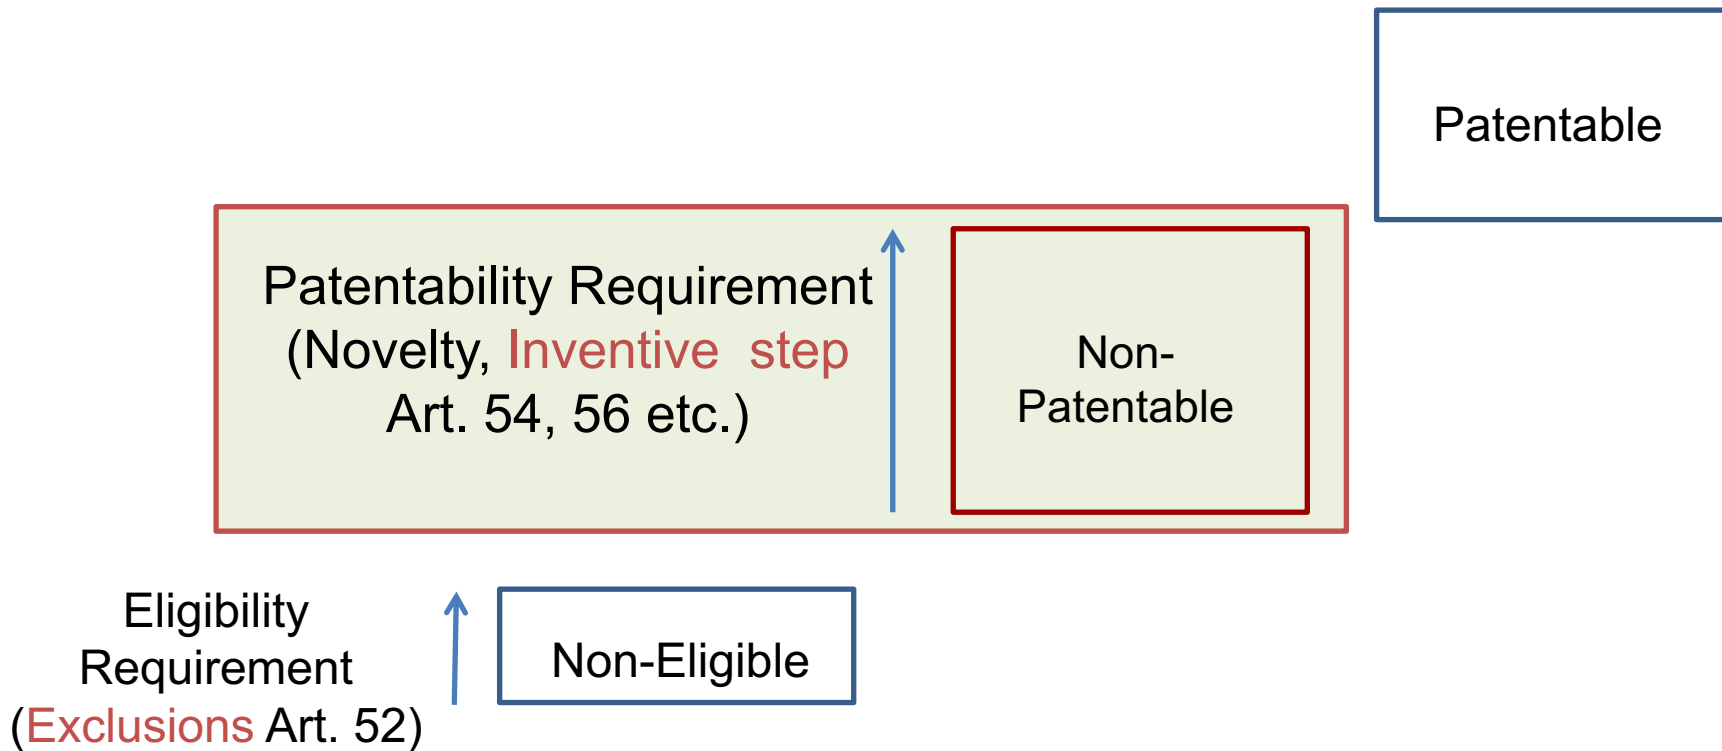 Patentable
Patentability Requirement
(Novelty, Inventive step
Art. 54, 56 etc.)
Non-
Patentable
Eligibility
Requirement
(Exclusions Art. 52)
Non-Eligible